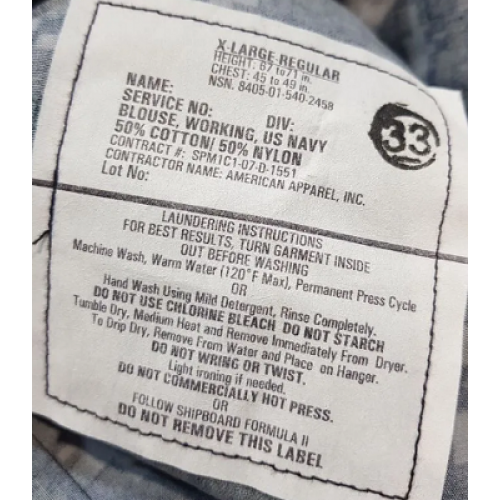 X-LARGE-REGULAR
HEIGHT: 67 to 71 in.
CHEST: 45 to 49 in.
NSN. 8405-01-540-2458
NAME:
SERVICE NO: DIV:
BLOUSE, WORKING, US NAVY
50% COTTON/ 50% NYLON
CONTRACT #: SPM1C1-07-D-1551
CONTRACTOR NAME: AMERICAN APPAREL, INC.
Lot No:
33
LAUNDERING INSTRUCTIONS
FOR BEST RESULTS, TURN GARMENT INSIDE
OUT BEFORE WASHING
Machine Wash, Warm Water (120°F Max), Permanent Press Cycle
OR
Hand Wash Using Mild Detergent, Rinse Completely.
DO NOT USE CHLORINE BLEACH DO NOT STARCH
Tumble Dry, Medium Heat and Remove Immediately From Dryer.
To Drip Dry, Remove From Water and Place on Hanger.
DO NOT WRING OR TWIST.
Light ironing if needed.
DO NOT COMMERCIALLY HOT PRESS.
OR
FOLLOW SHIPBOARD FORMULA II
DO NOT REMOVE THIS LABEL